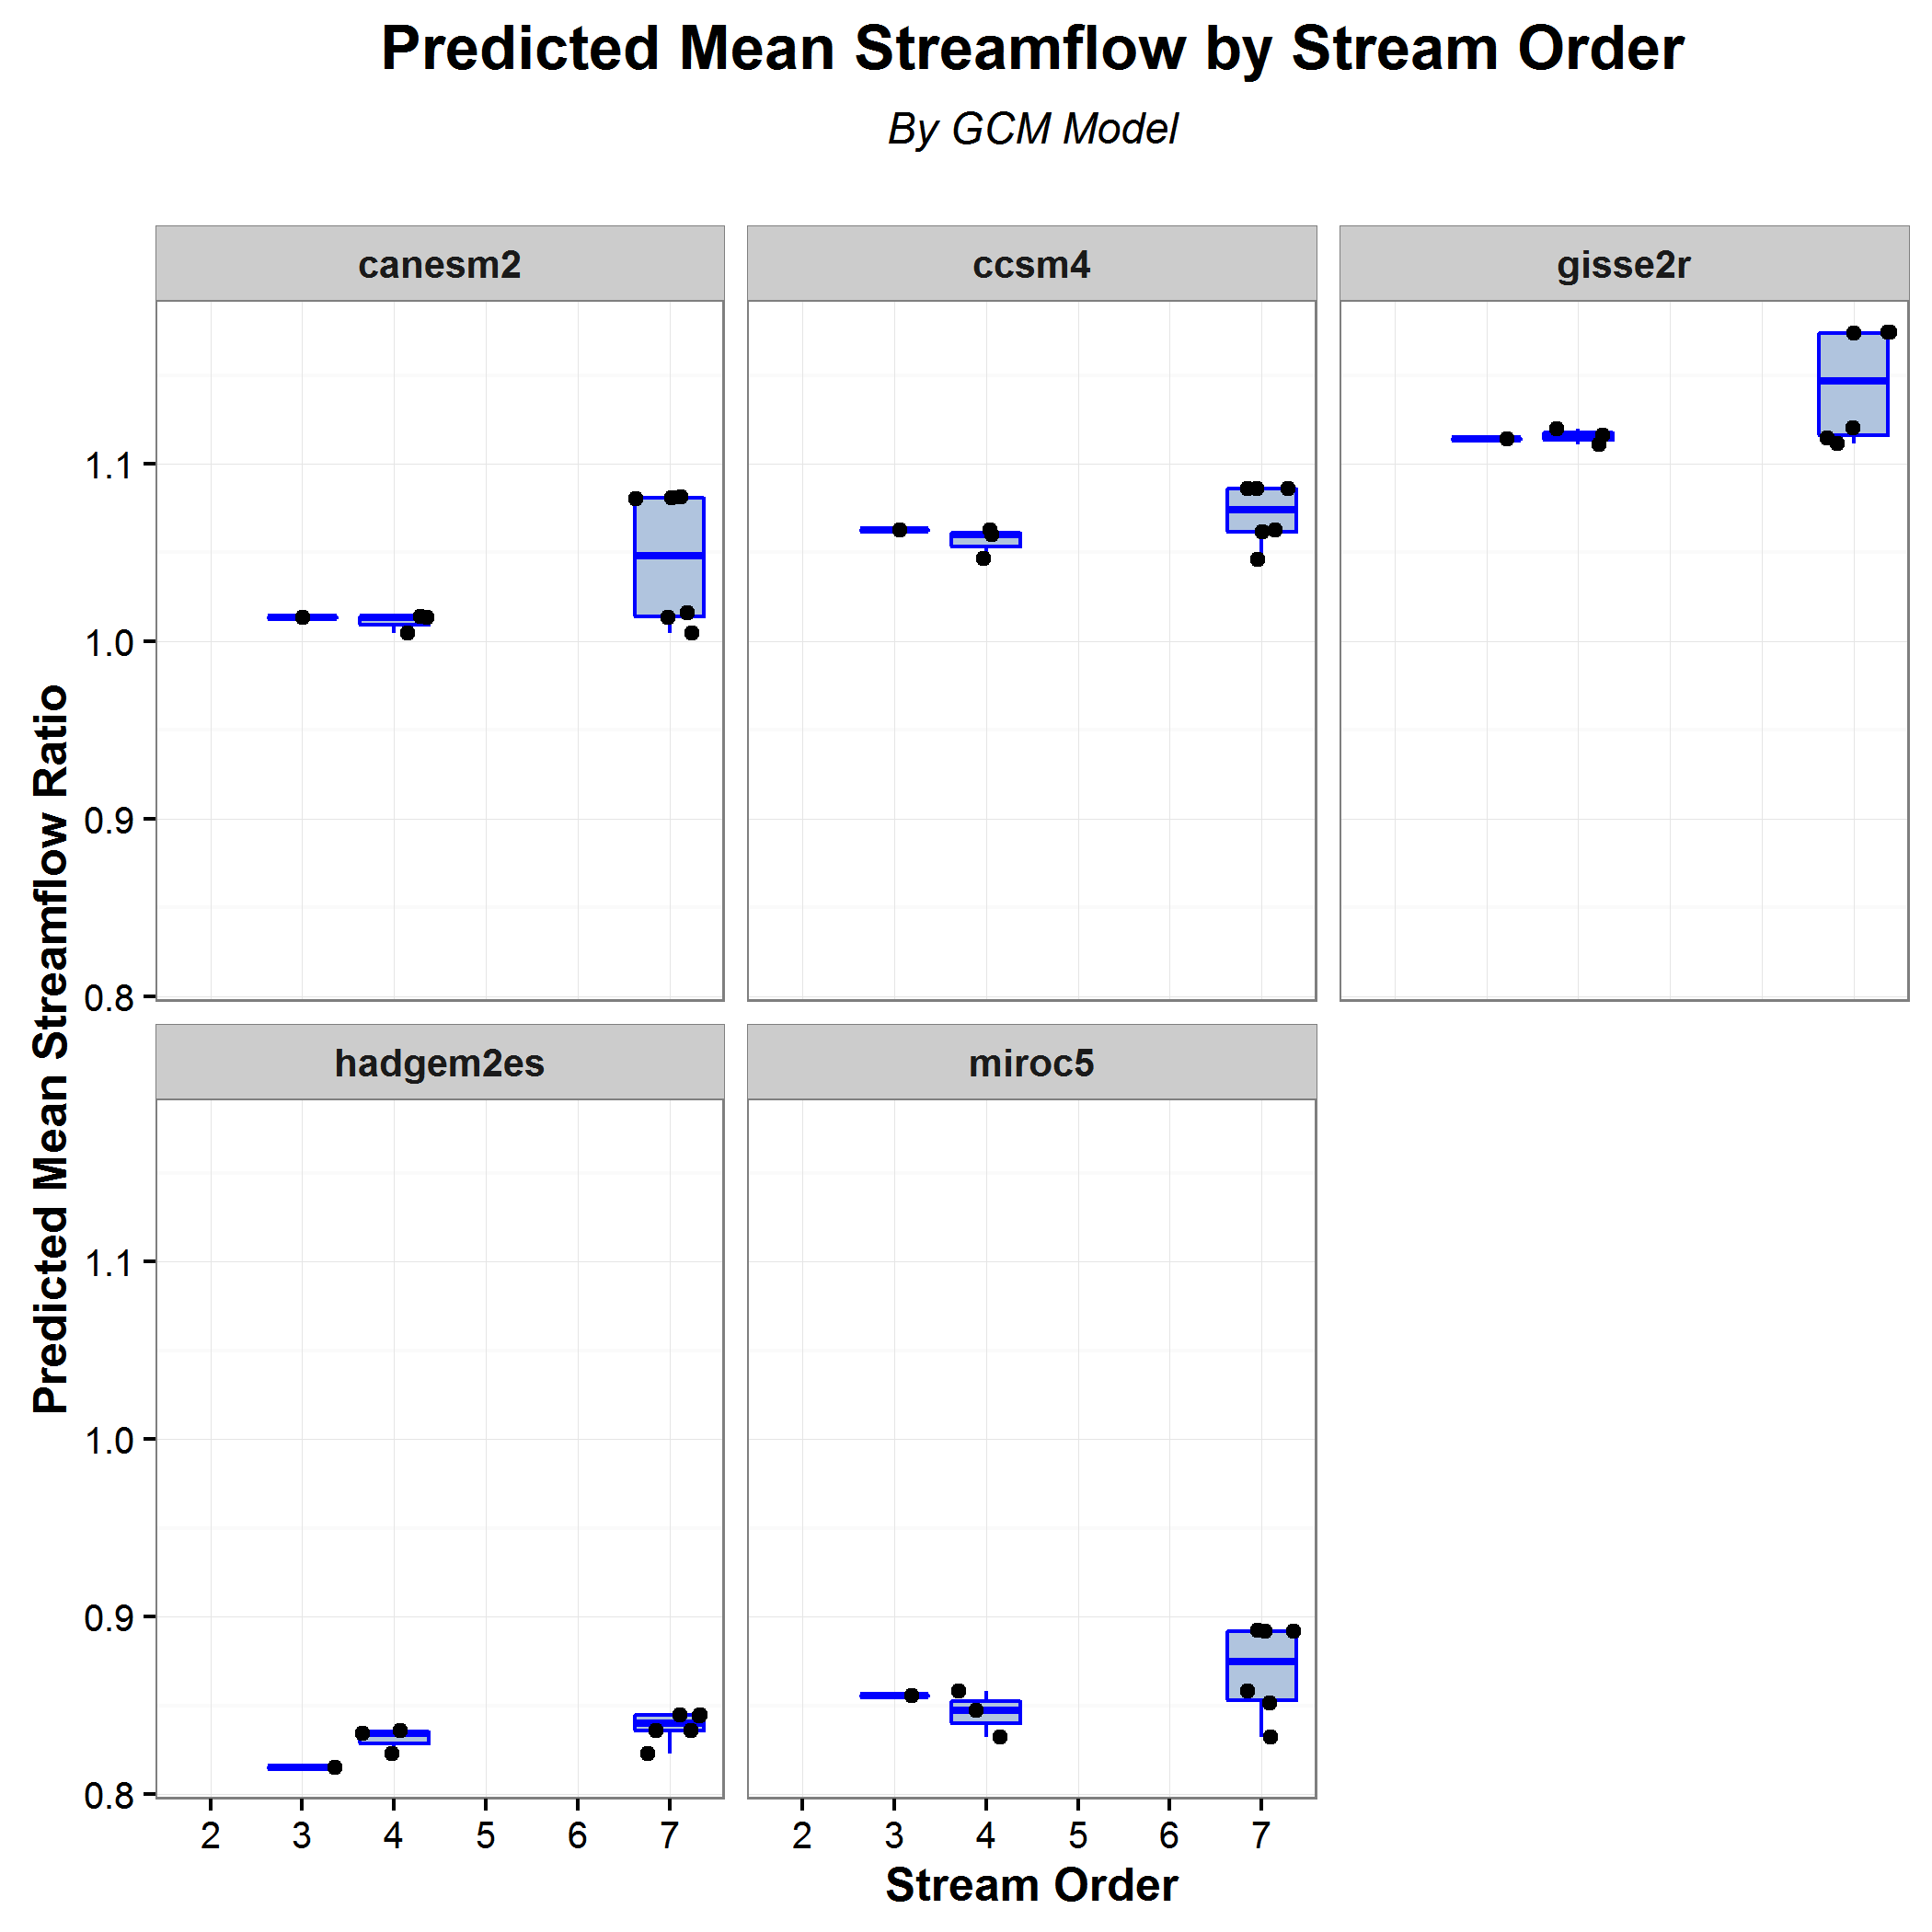 Predicted Mean Streamflow by Stream Order
By GCM Model
canesm2
ccsm4
gisse2r
1.1
1.0
0.9
0.8
Predicted Mean Streamflow Ratio
hadgem2es
miroc5
1.1
1.0
0.9
0.8
2 3 4 5 6 7
2 3 4 5 6 7
Stream Order